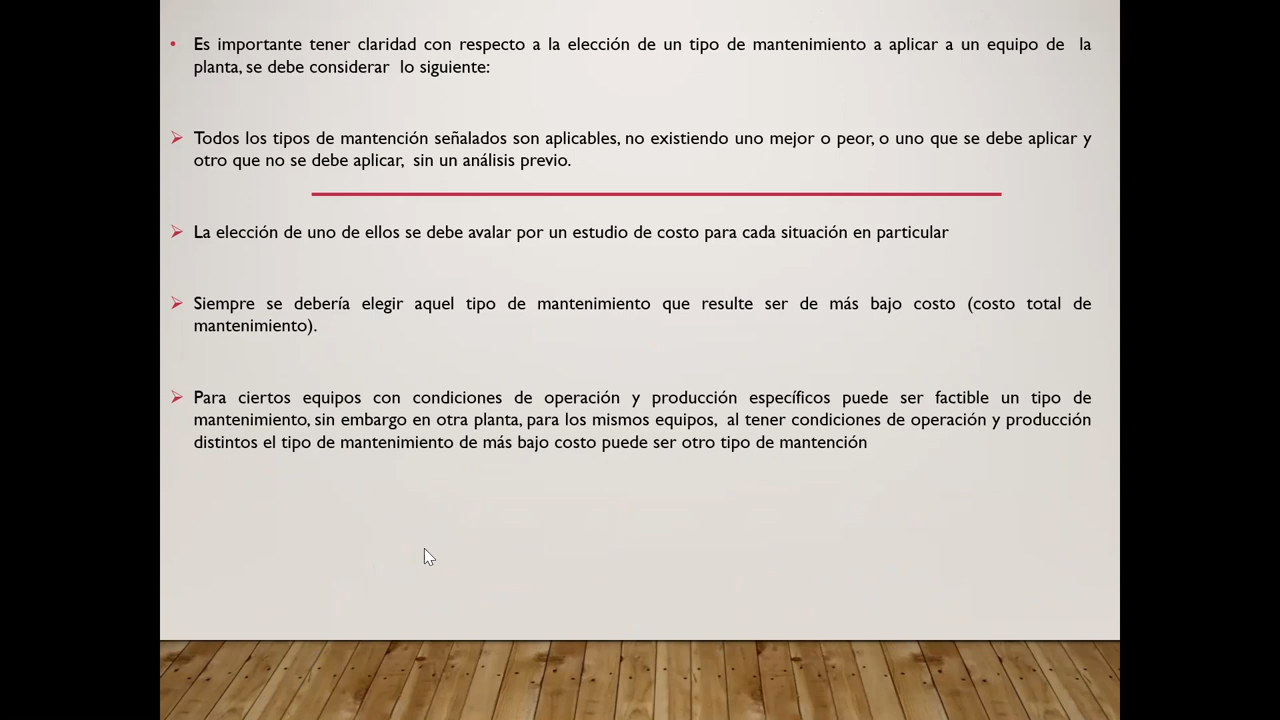 • Es importante tener claridad con respecto a la elección de un tipo de mantenimiento a aplicar a un equipo de la
planta, se debe considerar lo siguiente:
➢ Todos los tipos de mantención señalados son aplicables, no existiendo uno mejor o peor, o uno que se debe aplicar y
otro que no se debe aplicar, sin un análisis previo.
➢ La elección de uno de ellos se debe avalar por un estudio de costo para cada situación en particular
➢ Siempre se debería elegir aquel tipo de mantenimiento que resulte ser de más bajo costo (costo total de
mantenimiento).
➢ Para ciertos equipos con condiciones de operación y producción específicos puede ser factible un tipo de
mantenimiento, sin embargo en otra planta, para los mismos equipos, al tener condiciones de operación y producción
distintos el tipo de mantenimiento de más bajo costo puede ser otro tipo de mantención